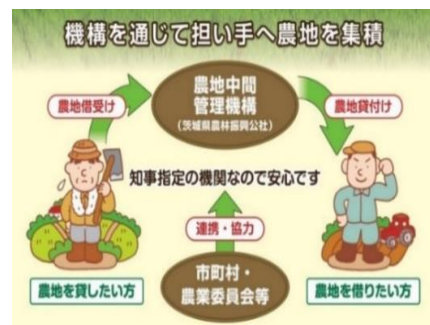 機構を通じて担い手へ農地を集積
農地中間
管理機構
(茨城県農林振興公社)
農地借受け
農地貸付け
知事指定の機関なので安心です
連携・協力
市町村・
農業委員会等
農地を貸したい方
農地を借りたい方